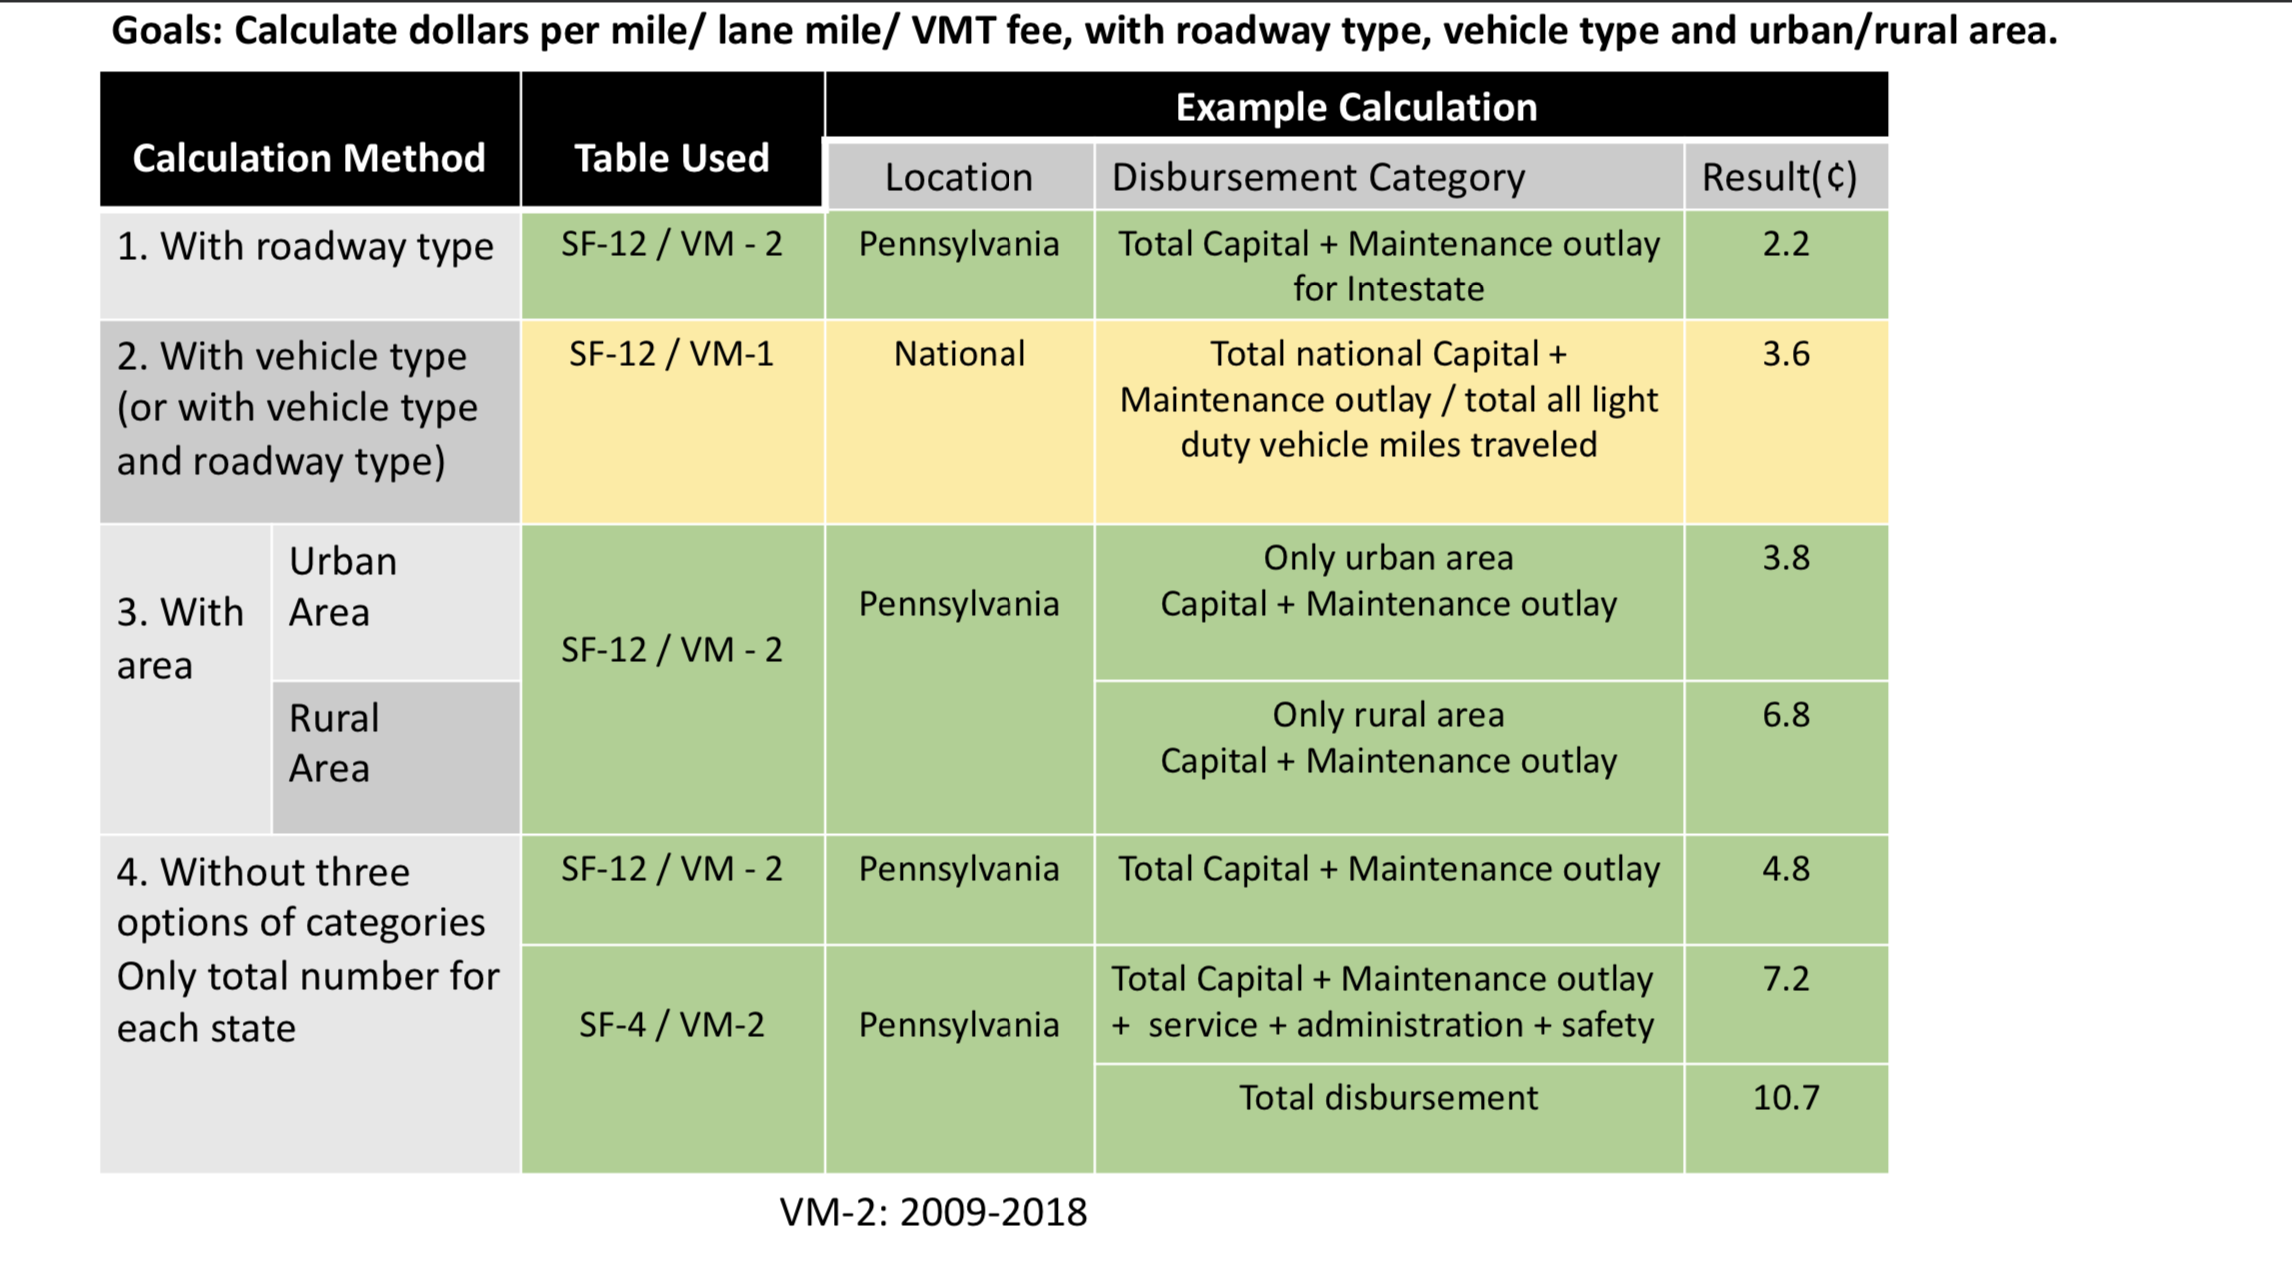 Goals: Calculate dollars per mile/ lane mile/ VMT fee, with roadway type, vehicle type and urban/rural area.
Calculation Method
Table Used
Example Calculation
Location
Disbursement Category
Result(¢)
1. With roadway type
SF-12 / VM - 2
Pennsylvania
Total Capital + Maintenance outlay
for Intestate
2.2
2. With vehicle type
(or with vehicle type
and roadway type)
SF-12 / VM-1
National
Total national Capital +
Maintenance outlay / total all light
duty vehicle miles traveled
3.6
3. With
area
Urban
Area
SF-12 / VM - 2
Pennsylvania
Only urban area
Capital + Maintenance outlay
3.8
Rural
Area
Only rural area
Capital + Maintenance outlay
6.8
4. Without three
options of categories
Only total number for
each state
SF-12 / VM - 2
Pennsylvania
Total Capital + Maintenance outlay
4.8
SF-4 / VM-2
Pennsylvania
Total Capital + Maintenance outlay
+ service + administration + safety
7.2
Total disbursement
10.7
VM-2: 2009-2018